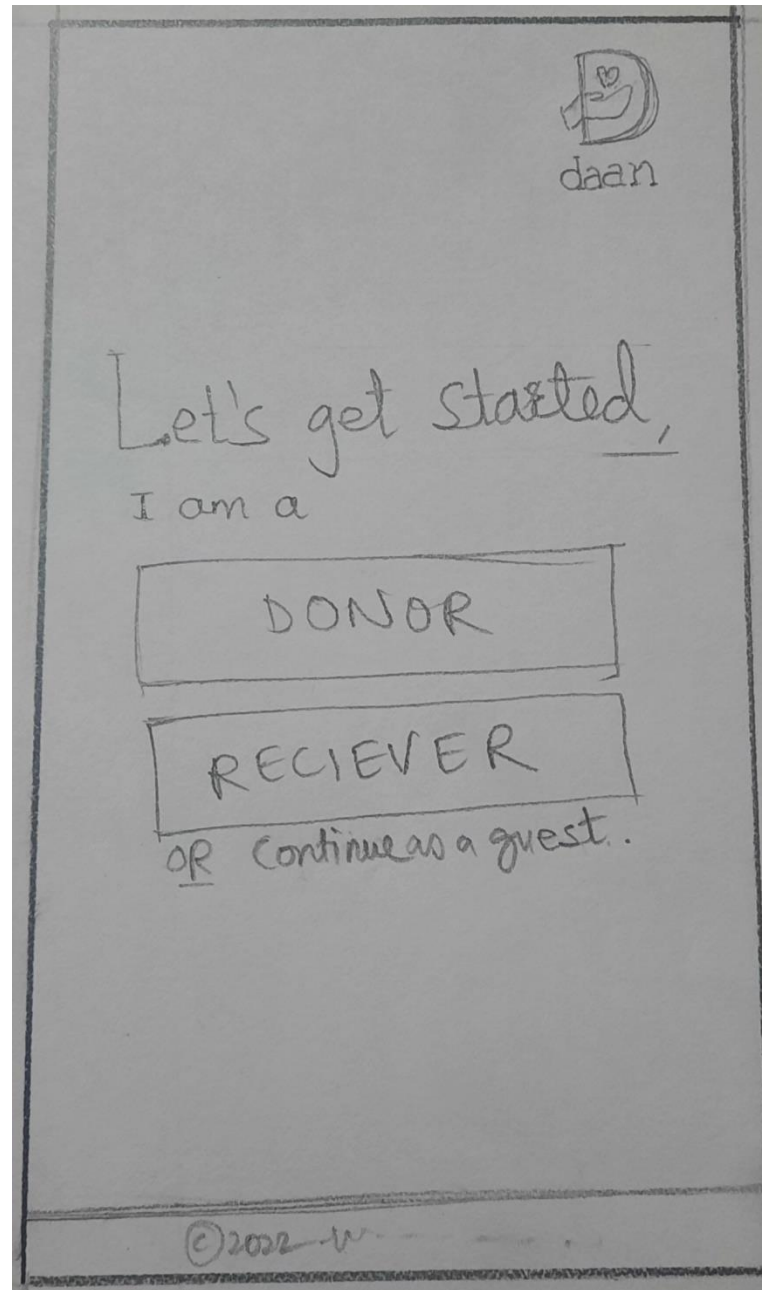 D
daan
Let's get started,
I am a
DONOR
RECIEVER
OR Continue as a guest.
©2022